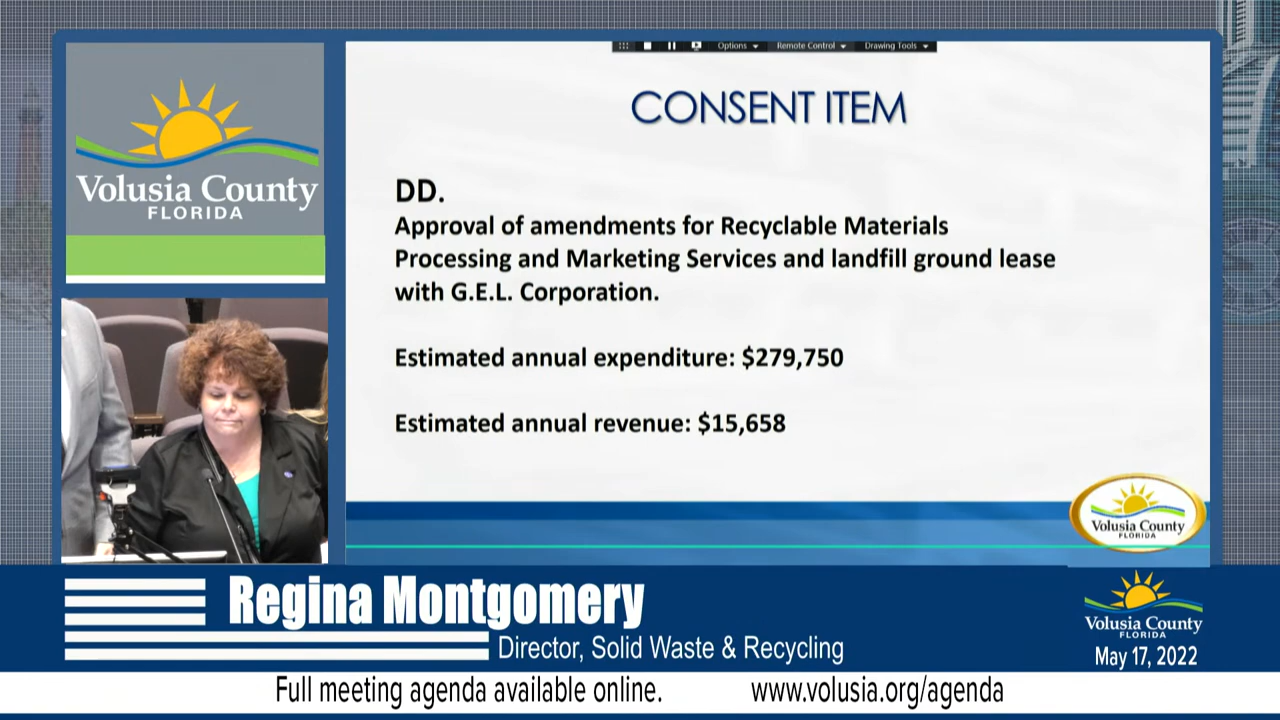 Options
Remote Control
Drawing Tools
CONSENT ITEM
Volusia County
FLORIDA
DD.
Approval of amendments for Recyclable Materials
Processing and Marketing Services and landfill ground lease
with G.E.L. Corporation.
Estimated annual expenditure: $279,750
Estimated annual revenue: $15,658
Volusia County
FLORIDA
Regina Montgomery
Director, Solid Waste & Recycling
Volusia County
FLORIDA
May 17, 2022
Full meeting agenda available online. www.volusia.org/agenda